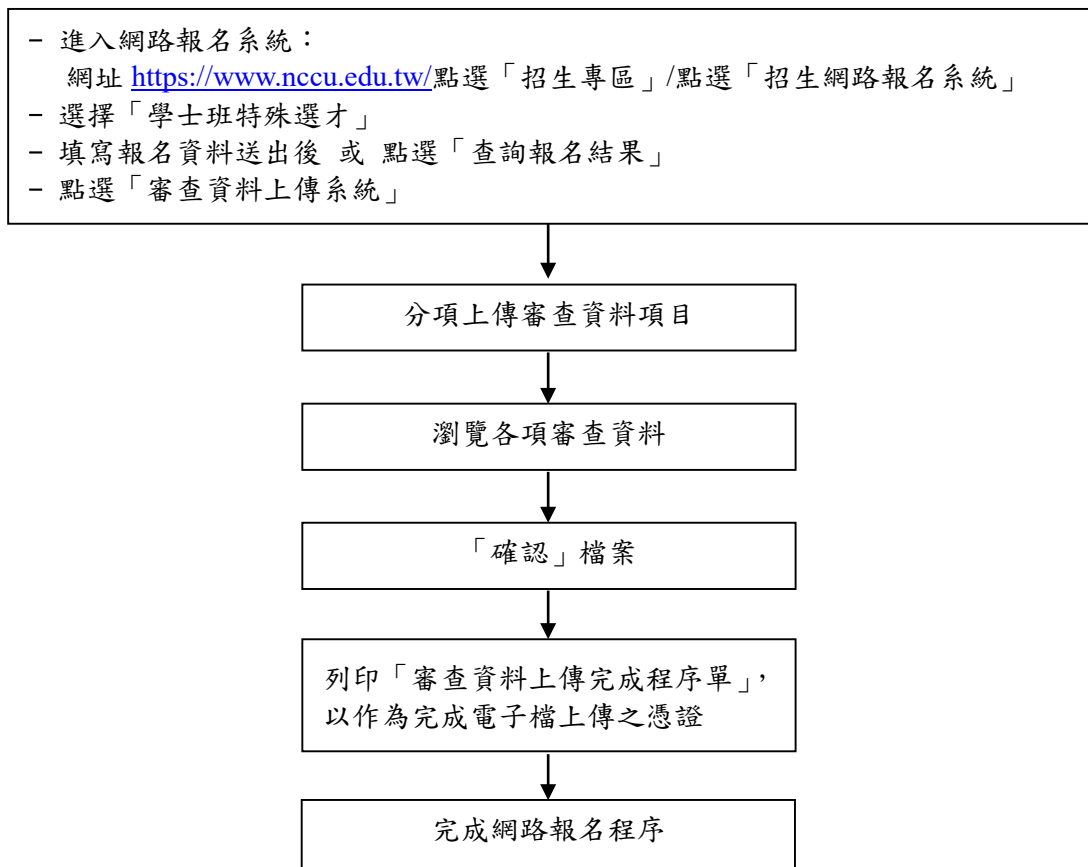 – 進入網路報名系統：
網址 https://www.nccu.edu.tw/點選「招生專區」/點選「招生網路報名系統」
– 選擇「學士班特殊選才」
– 填寫報名資料送出後 或 點選「查詢報名結果」
– 點選「審查資料上傳系統」
分項上傳審查資料項目
瀏覽各項審查資料
「確認」檔案
列印「審查資料上傳完成程序單」，
以作為完成電子檔上傳之憑證
完成網路報名程序